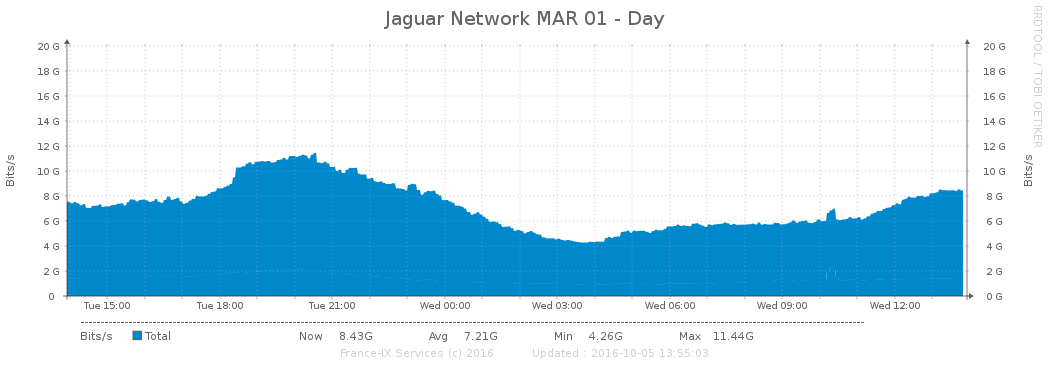 Jaguar Network MAR 01 - Day
RRDTOOL / TOBI OETIKER
Bits/s
20 G
18 G
16 G
14 G
12 G
10 G
8 G
6 G
4 G
2 G
0
20 G
18 G
16 G
14 G
12 G
10 G
8 G
6 G
4 G
2 G
0 G
Bits/s
Tue 15:00 Tue 18:00 Tue 21:00 Wed 00:00 Wed 03:00 Wed 06:00 Wed 09:00 Wed 12:00
Bits/s Total Now 8.43G Avg 7.21G Min 4.26G Max 11.44G
France-IX Services (c) 2016 Updated : 2016-10-05 13:55:03